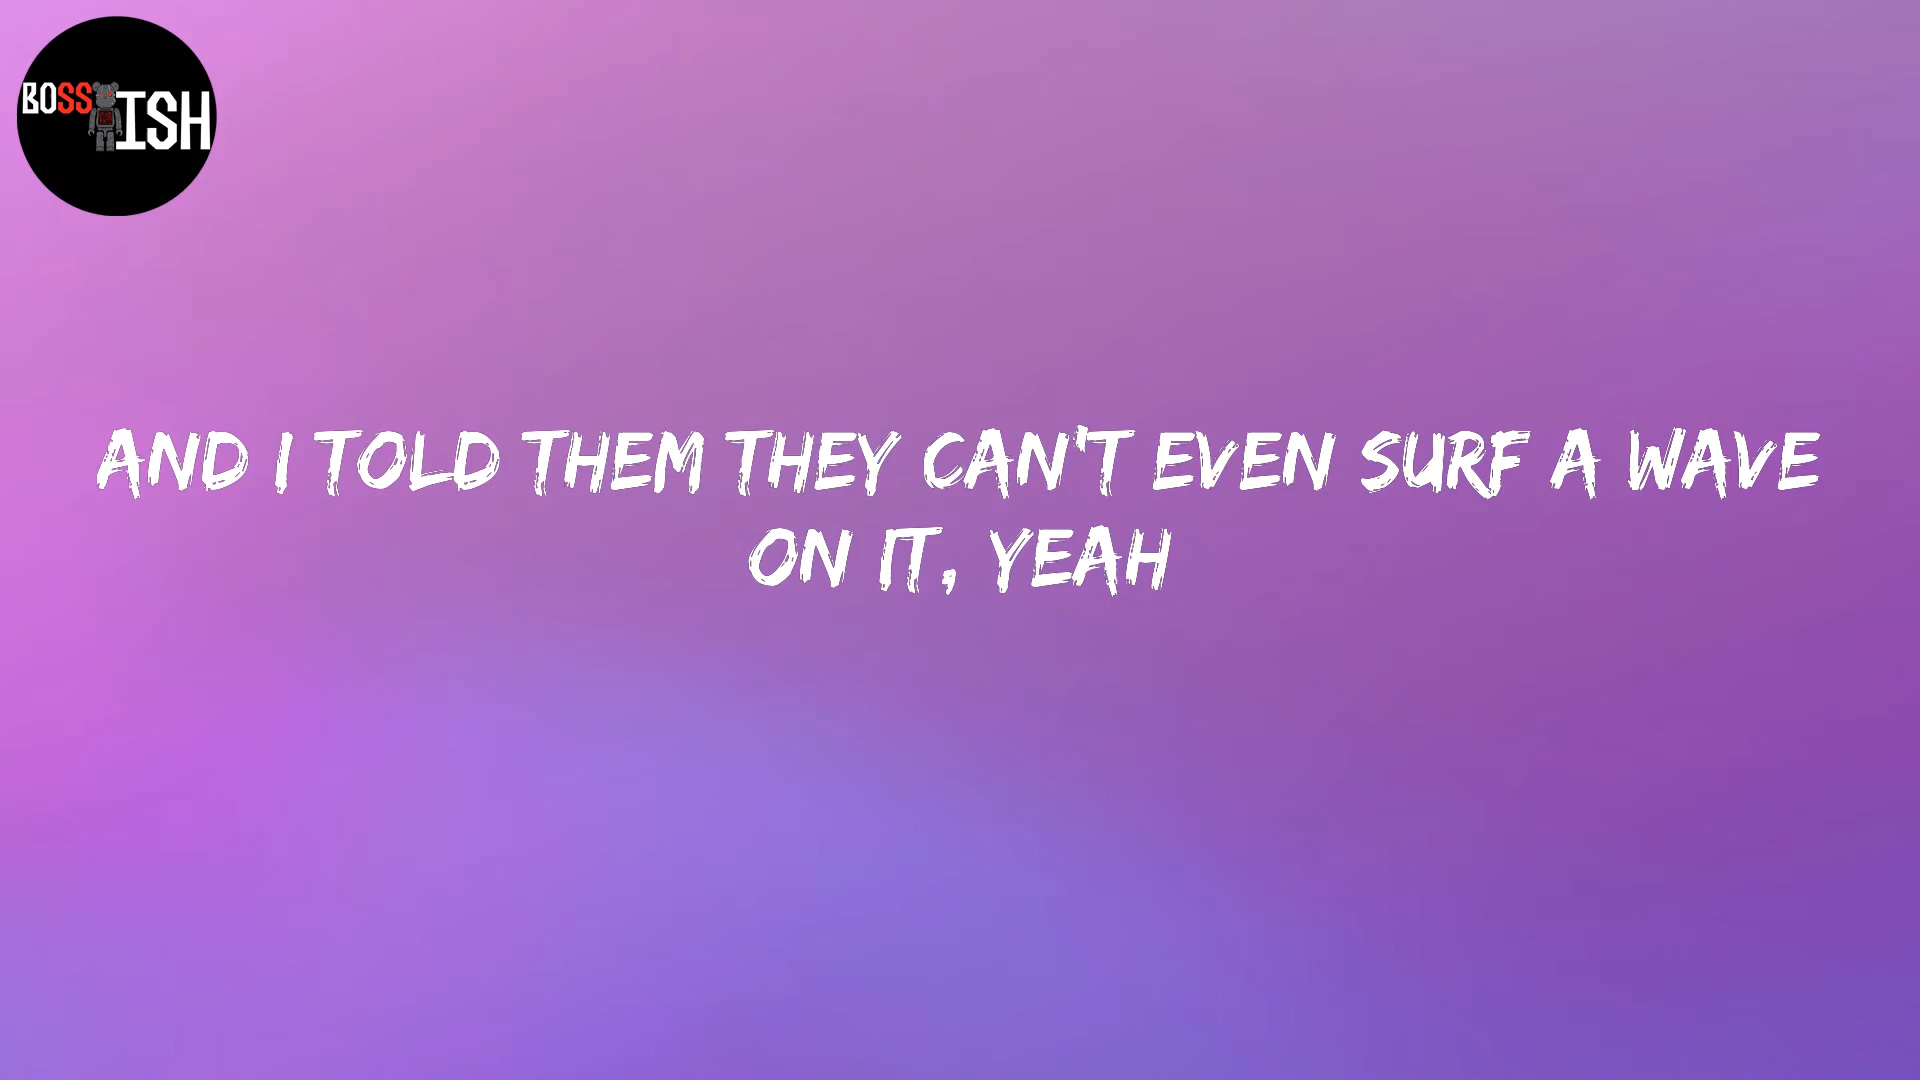 BOSS ISH
AND I TOLD THEM THEY CAN'T EVEN SURF A WAVE
ON IT, YEAH